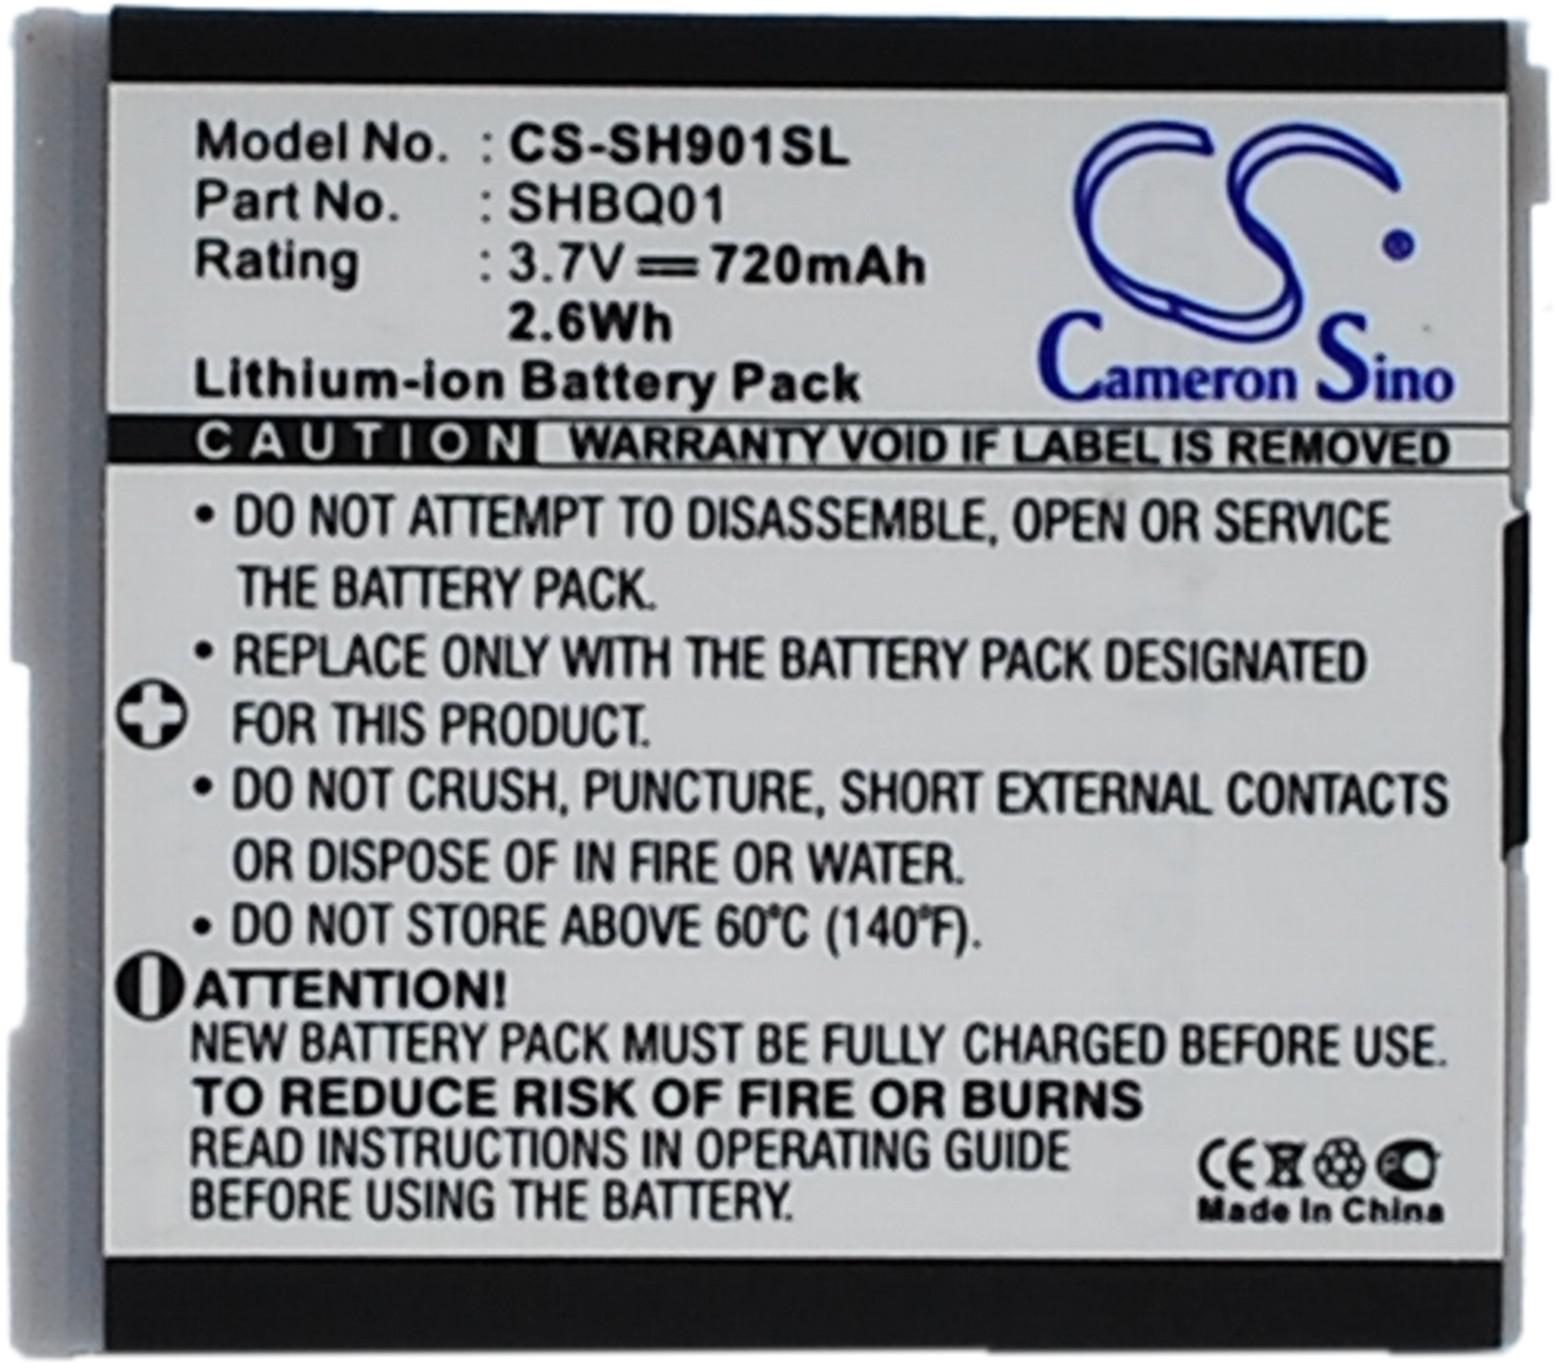 Model No. : CS-SH901SL
Part No. : SHBQ01
Rating : 3.7V⎓720mAh
2.6Wh
Lithium-ion Battery Pack
CS®
Cameron Sino
CAUTION WARRANTY VOID IF LABEL IS REMOVED
• DO NOT ATTEMPT TO DISASSEMBLE, OPEN OR SERVICE
THE BATTERY PACK.
• REPLACE ONLY WITH THE BATTERY PACK DESIGNATED
FOR THIS PRODUCT.
• DO NOT CRUSH, PUNCTURE, SHORT EXTERNAL CONTACTS
OR DISPOSE OF IN FIRE OR WATER.
• DO NOT STORE ABOVE 60°C (140°F).
ATTENTION!
NEW BATTERY PACK MUST BE FULLY CHARGED BEFORE USE.
TO REDUCE RISK OF FIRE OR BURNS
READ INSTRUCTIONS IN OPERATING GUIDE
BEFORE USING THE BATTERY.
CE
Made In China